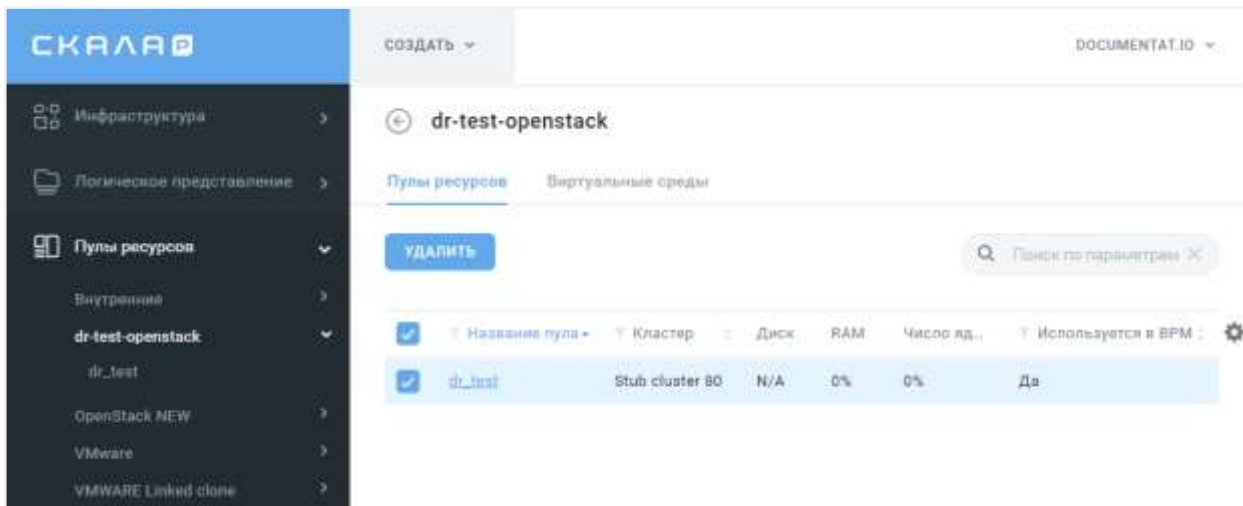 СКАЛА Р
СОЗДАТЬ
DOCUMENTAT.IO
Инфраструктура
dr-test-openstack
Логическое представление
Пулы ресурсов
Виртуальные среды
Пулы ресурсов
УДАЛИТЬ
Поиск по параметрам
Внутренние
dr-test-openstack
Название пула
Кластер
Диск
RAM
Число яд...
Используется в BPM
dr_test
dr_test
Stub cluster 80
N/A
0%
0%
Да
OpenStack NEW
VMware
VMWARE Linked clone